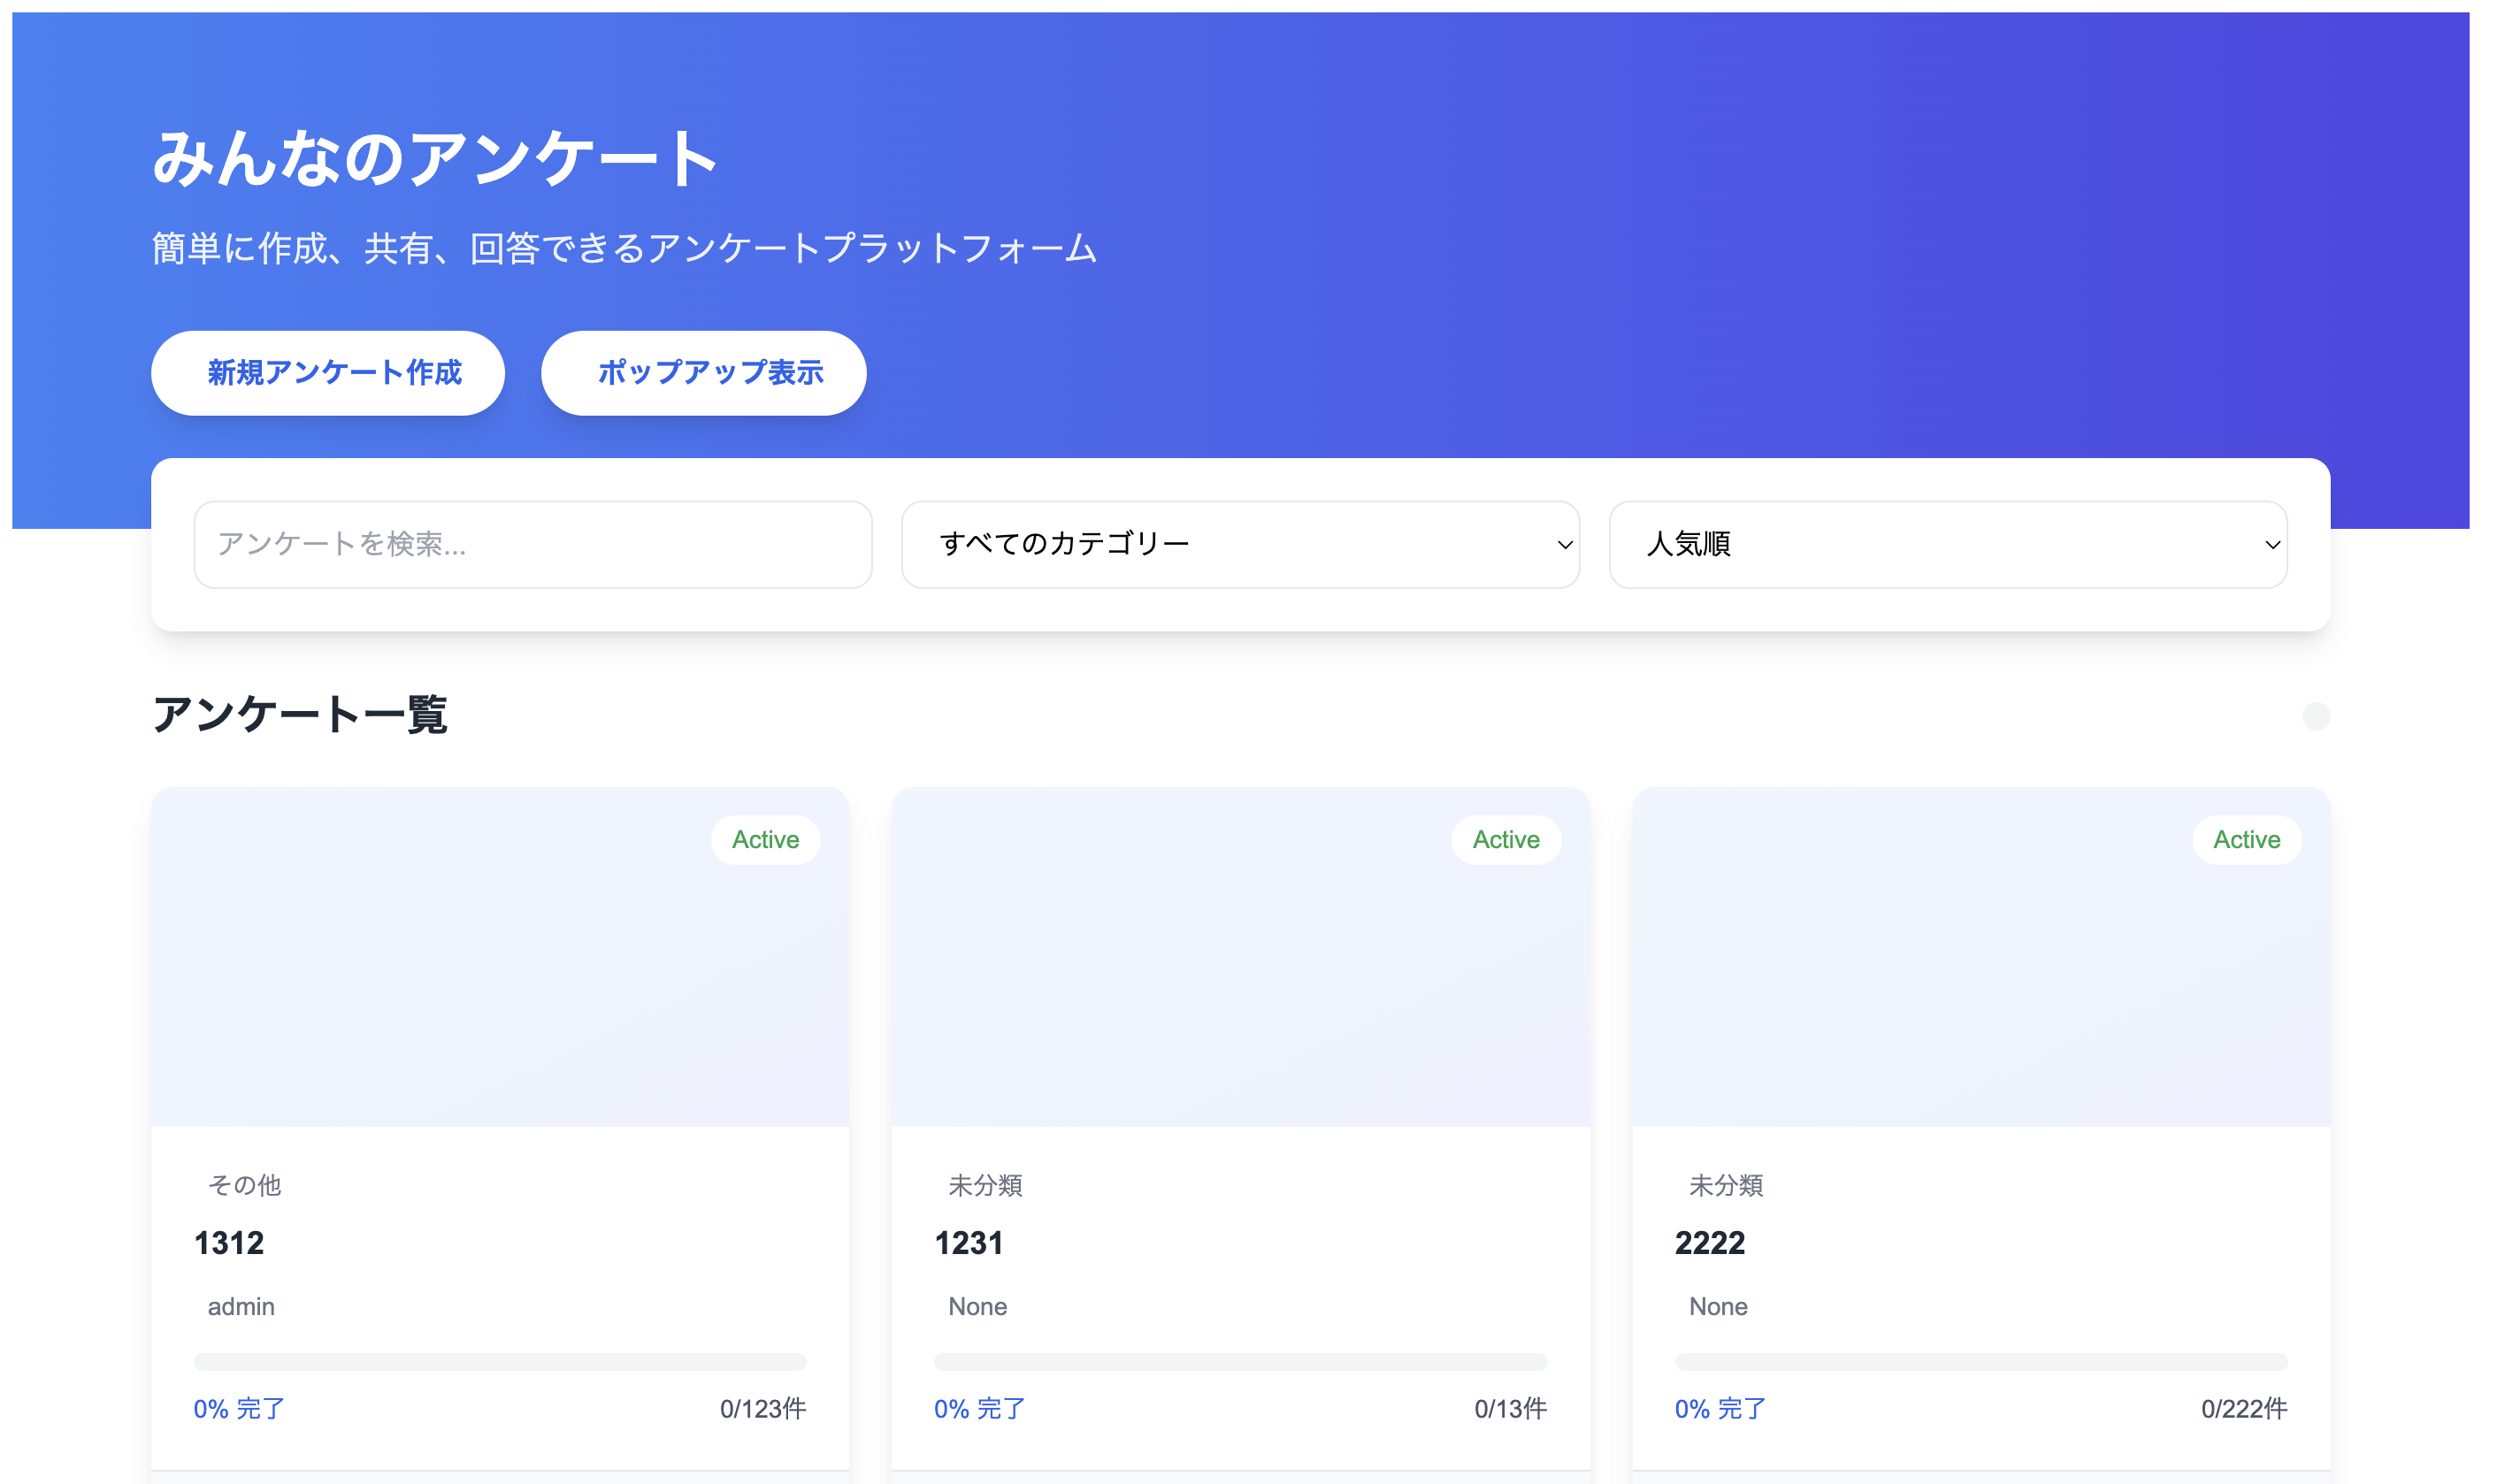 みんなのアンケート
簡単に作成、共有、回答できるアンケートプラットフォーム
新規アンケート作成
ポップアップ表示
アンケートを検索...
すべてのカテゴリー
人気順
アンケート一覧
Active
その他
1312
admin
0% 完了
0/123件
Active
未分類
1231
None
0% 完了
0/13件
Active
未分類
2222
None
0% 完了
0/222件